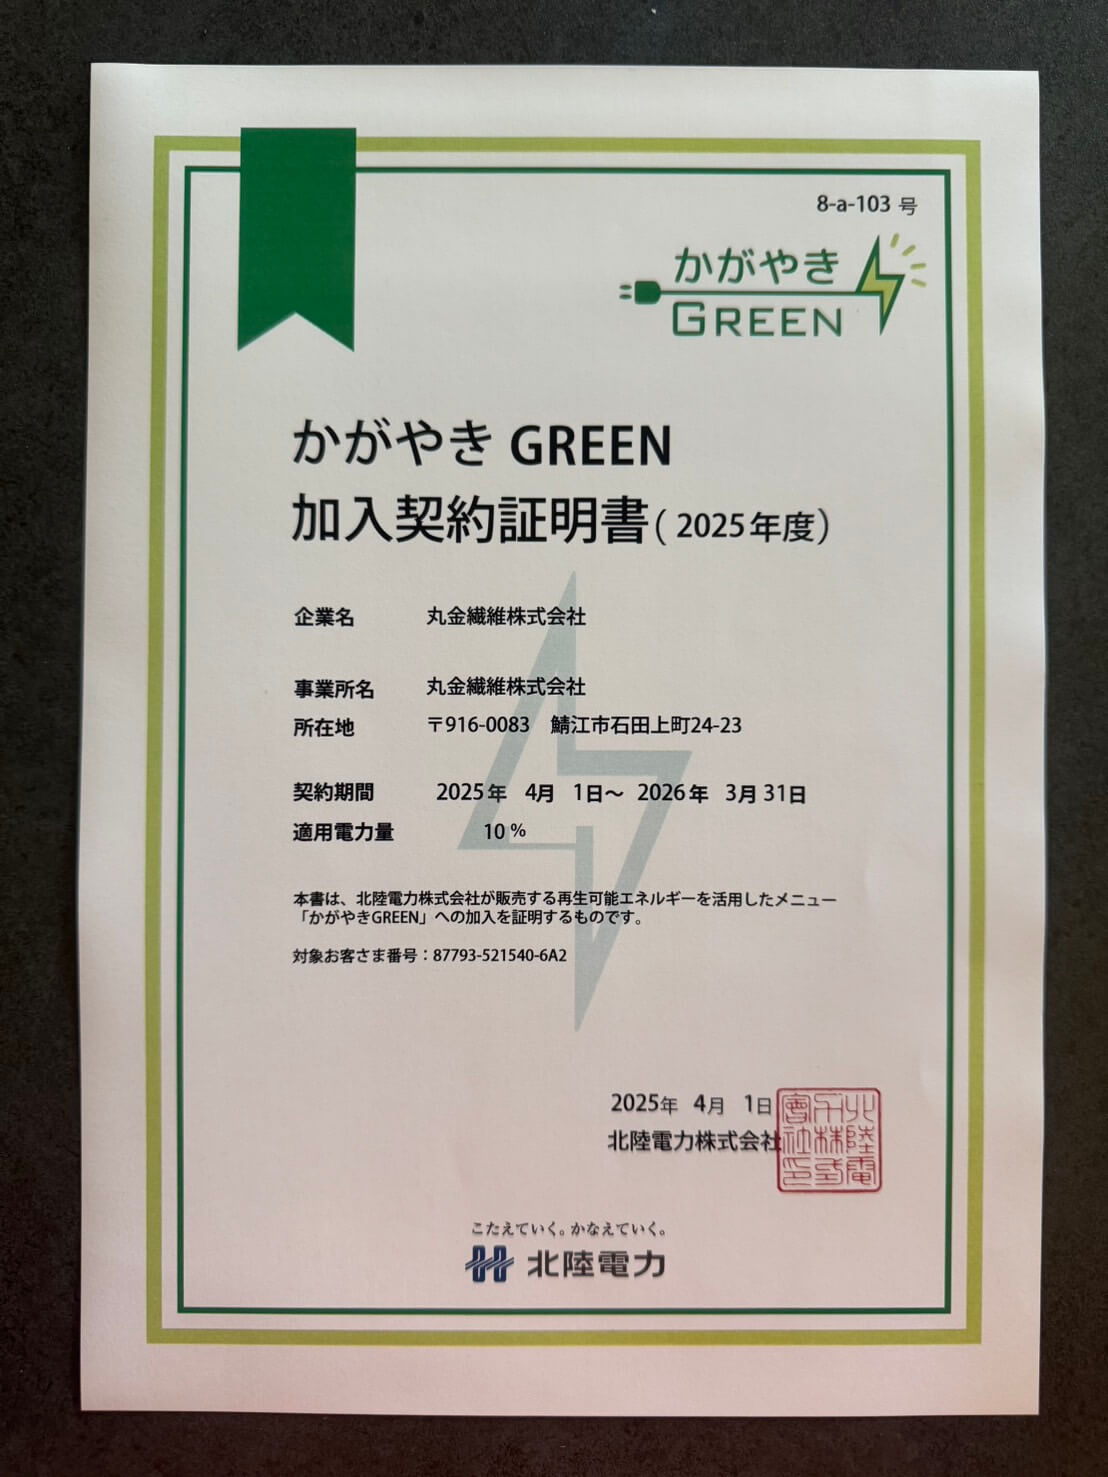 8-a-103 号
かがやき
GREEN
かがやき GREEN
加入契約証明書(2025年度)
企業名 丸金繊維株式会社
事業所名 丸金繊維株式会社
所在地 〒916-0083 鯖江市石田上町24-23
契約期間 2025年 4月 1日～ 2026年 3月31日
適用電力量 10%
本書は、北陸電力株式会社が販売する再生可能エネルギーを活用したメニュー
「かがやきGREEN」への加入を証明するものです。
対象お客さま番号：87793-521540-6A2
2025年 4月 1日
北陸電力株式会社
こたえていく。かなえていく。
北陸電力